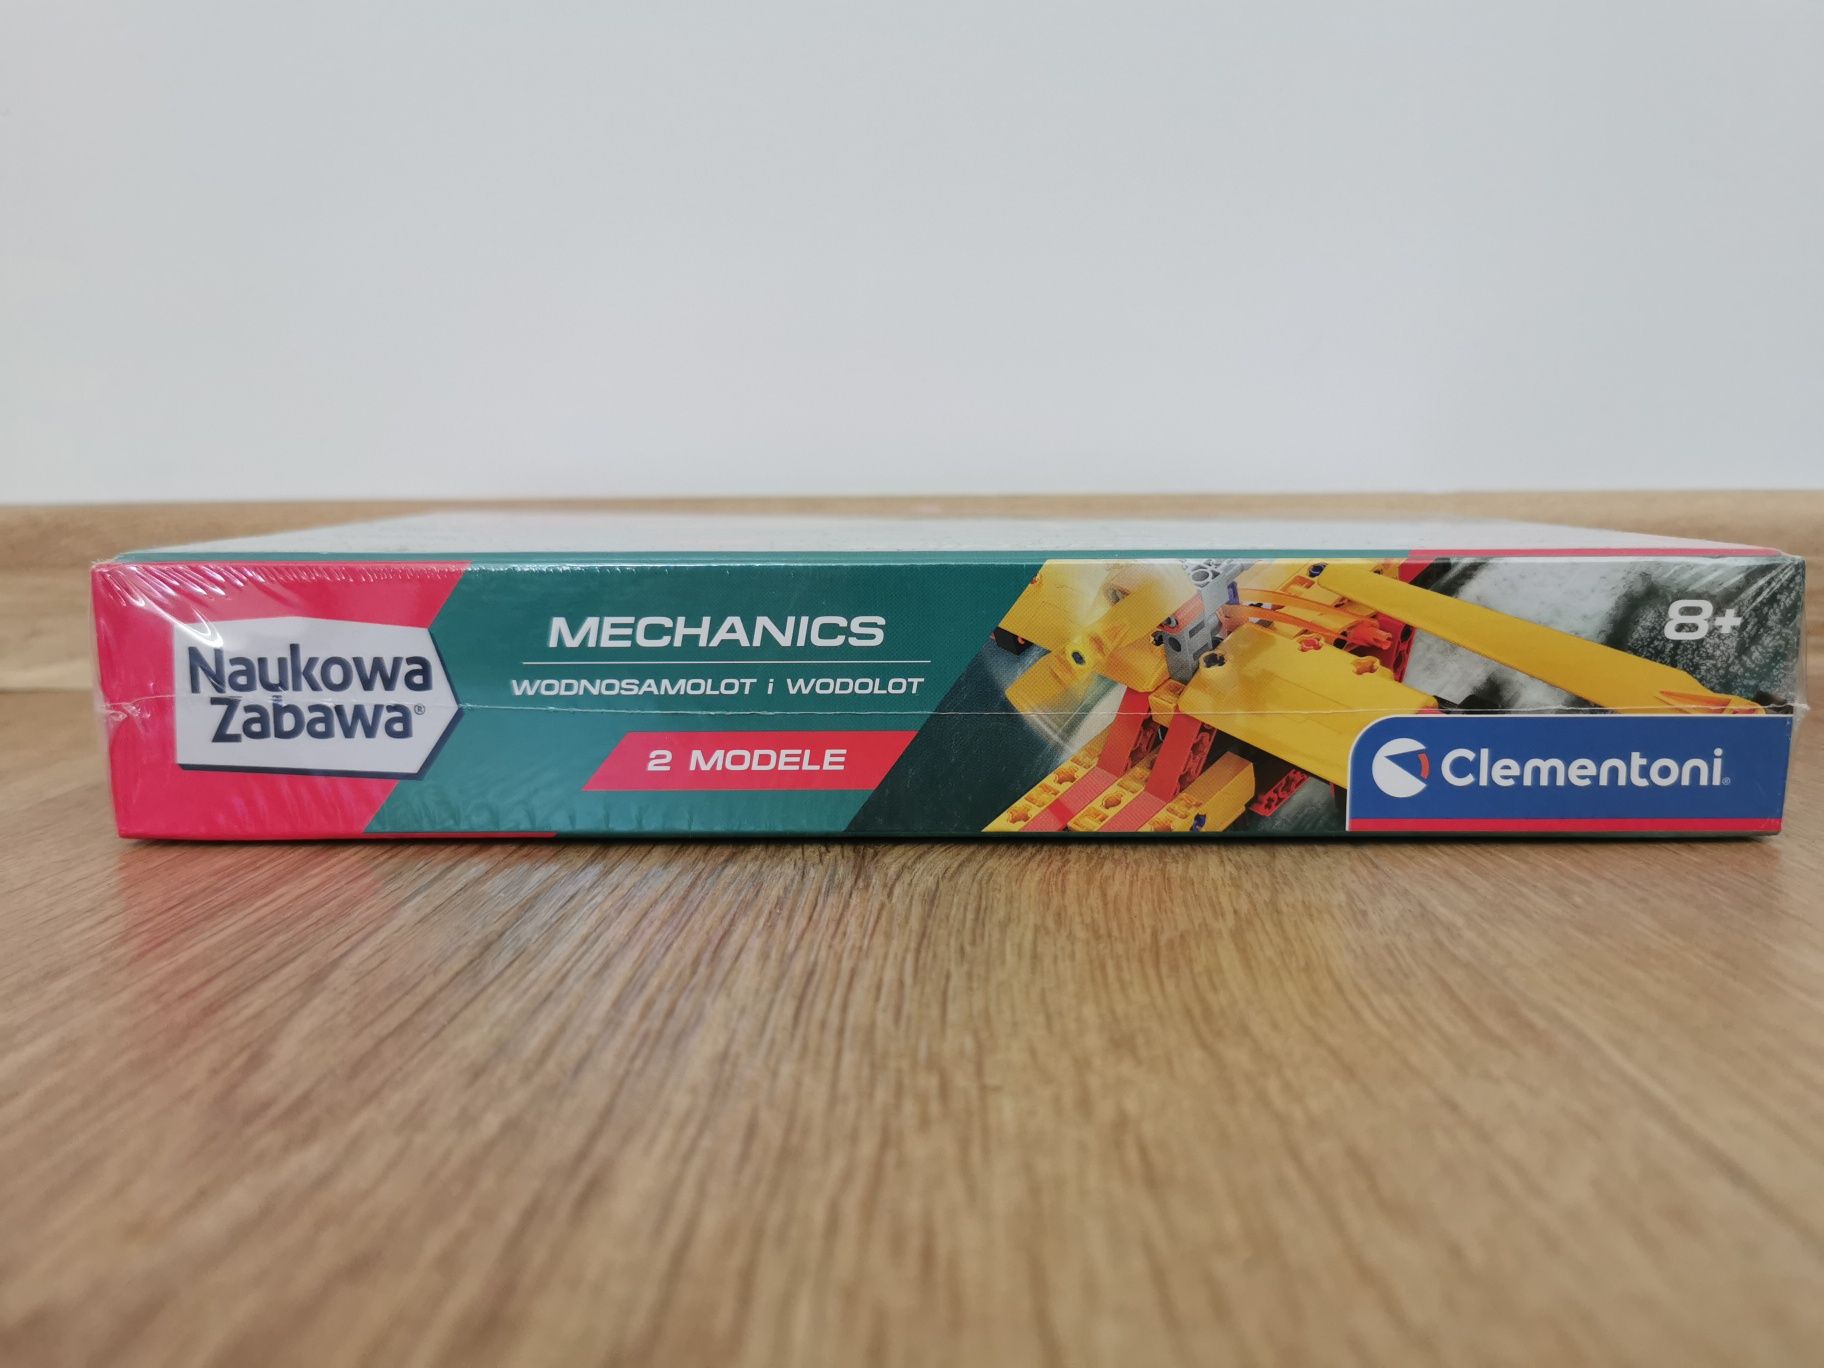 Naukowa
Zabawa®
MECHANICS
WODNOSAMOLOT i WODOLOT
2 MODELE
8+
Clementoni®